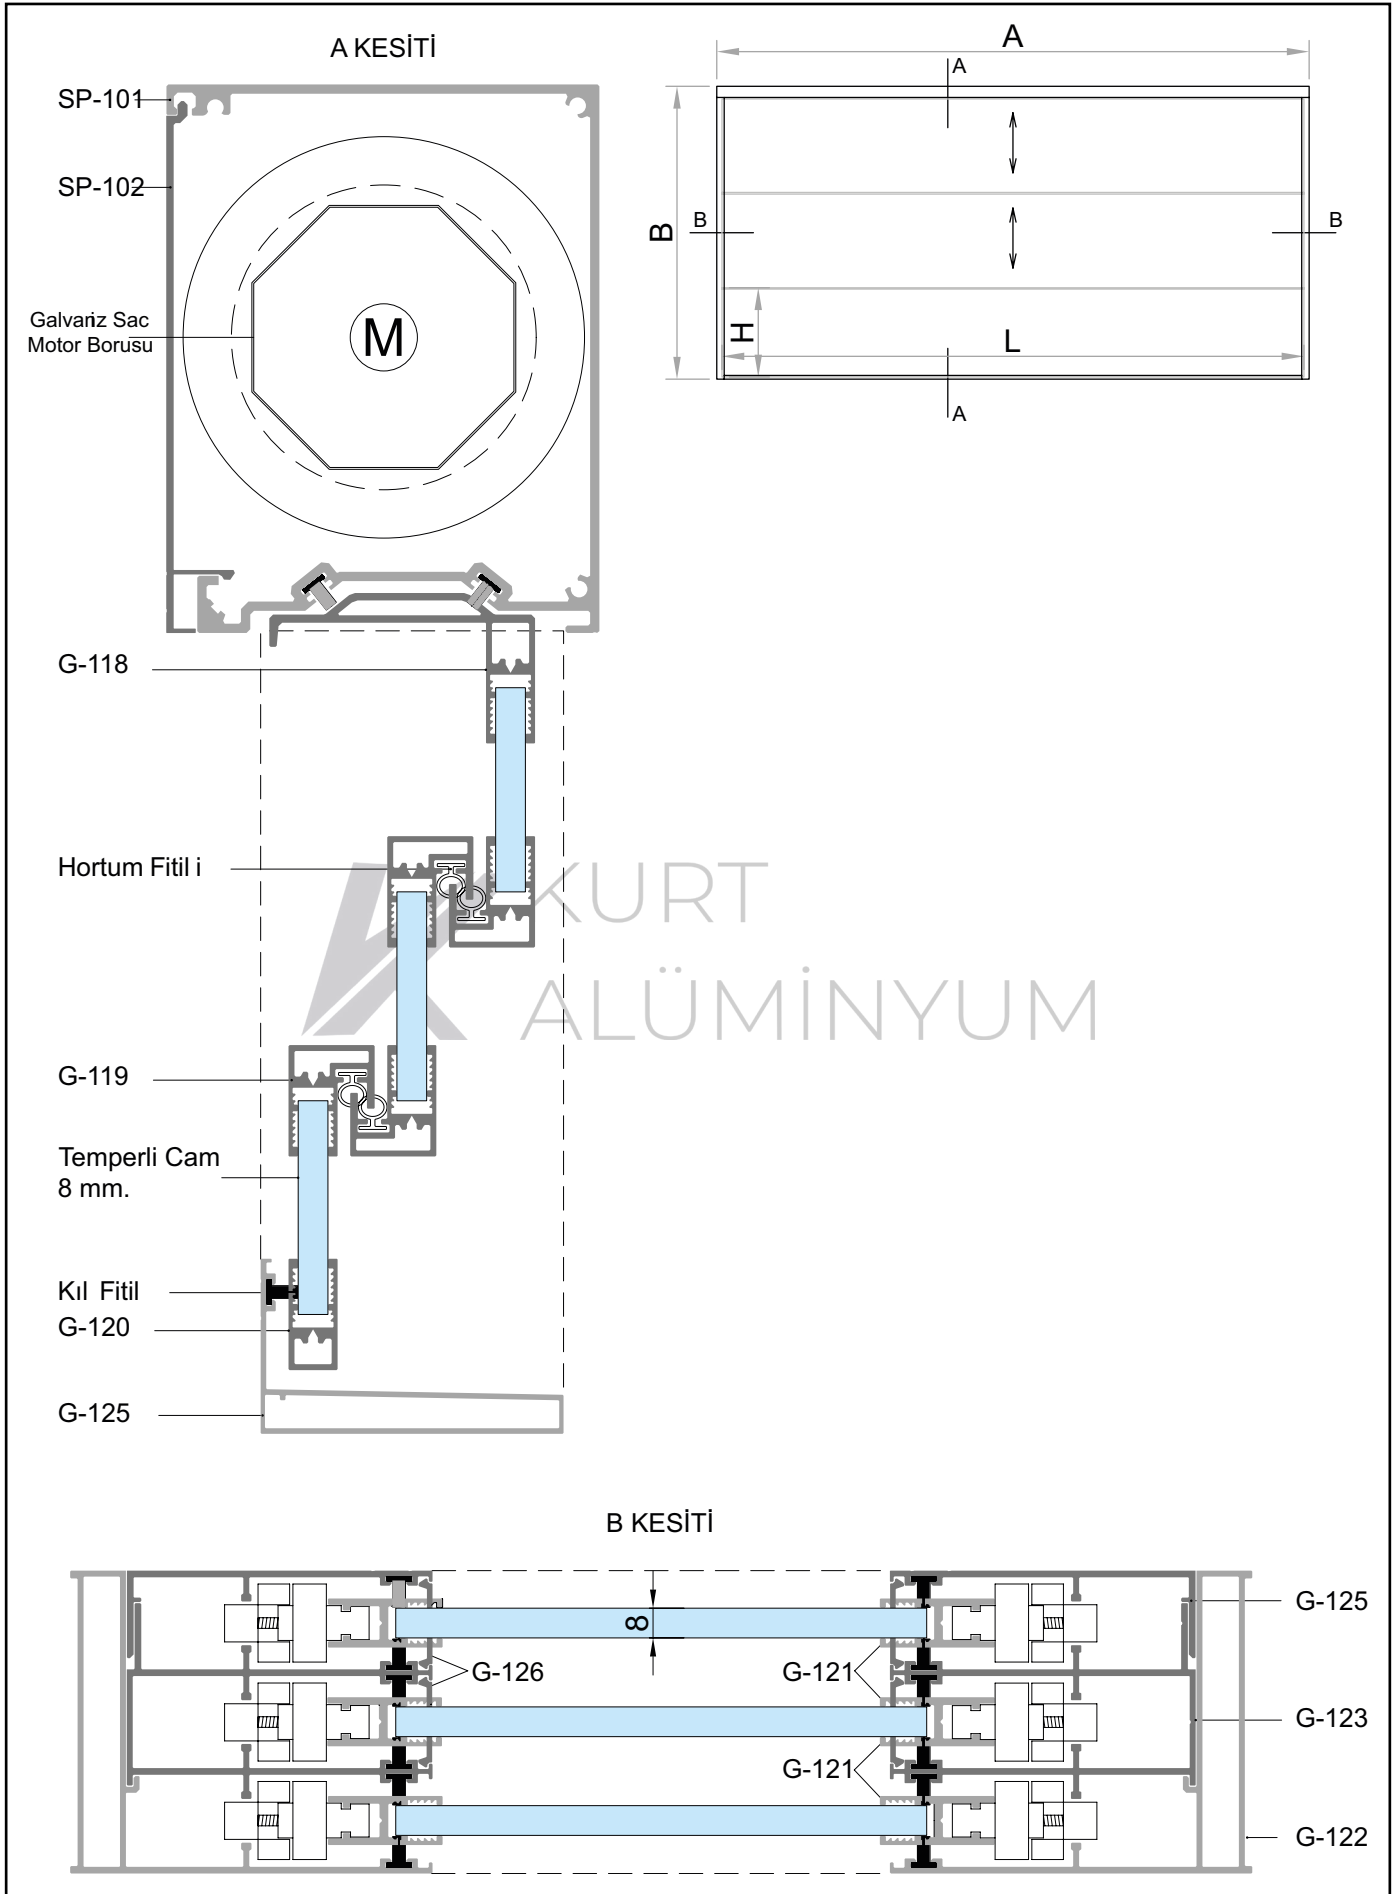 A KESİTİ
A
A
SP-101
SP-102
B
B
B
Galvaniz Sac
Motor Borusu
M
H
L
A
G-118
Hortum Fitil i
KURT
ALÜMİNYUM
G-119
Temperli Cam
8 mm.
Kıl Fitil
G-120
G-125
B KESİTİ
8
G-125
G-126
G-121
G-123
G-121
G-122